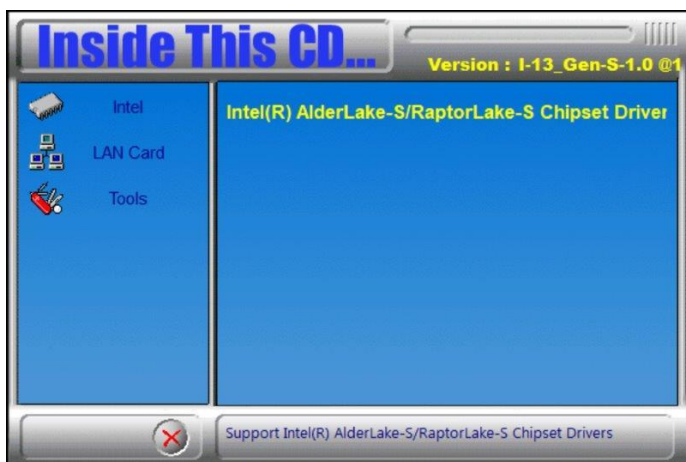 Inside This CD...
Version : I-13_Gen-S-1.0 @1
Intel
LAN Card
Tools
Intel(R) AlderLake-S/RaptorLake-S Chipset Driver
Support Intel(R) AlderLake-S/RaptorLake-S Chipset Drivers